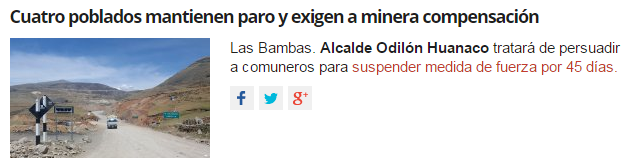 Cuatro poblados mantienen paro y exigen a minera compensación
Las Bambas. Alcalde Odilón Huanaco tratará de persuadir
a comuneros para suspender medida de fuerza por 45 días.
f
g+